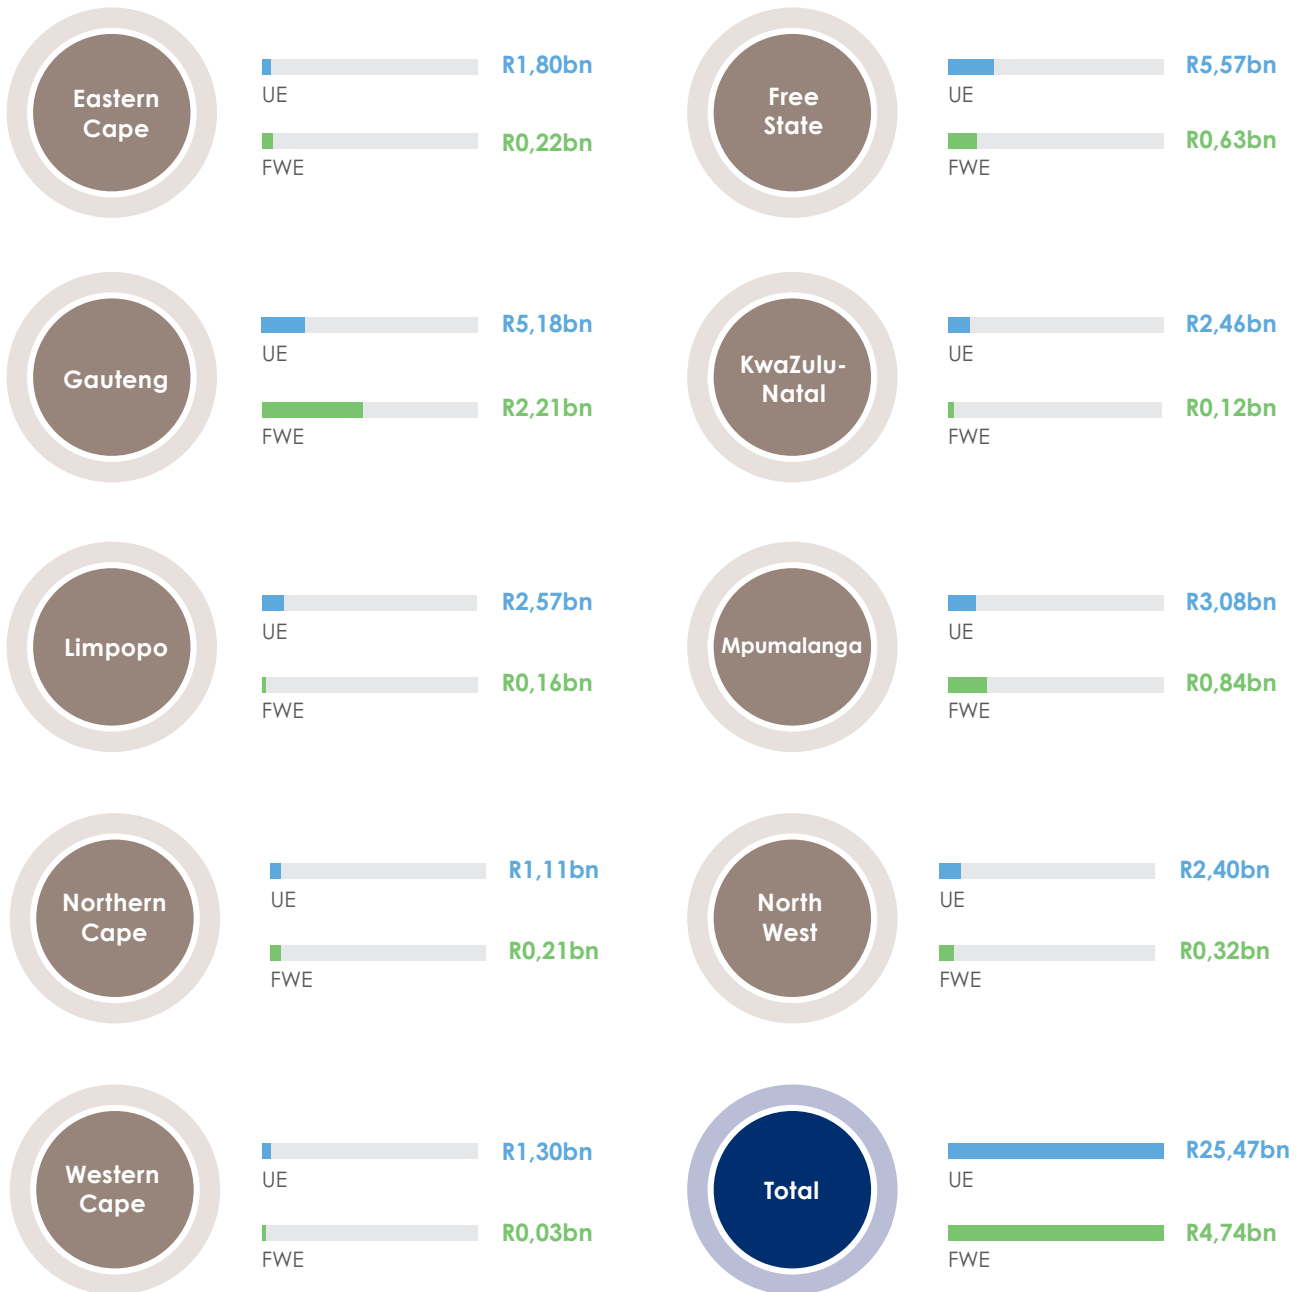 Eastern
Cape
R1,80bn
UE
R0,22bn
FWE
Free
State
R5,57bn
UE
R0,63bn
FWE
Gauteng
R5,18bn
UE
R2,21bn
FWE
KwaZulu-
Natal
R2,46bn
UE
R0,12bn
FWE
Limpopo
R2,57bn
UE
R0,16bn
FWE
Mpumalanga
R3,08bn
UE
R0,84bn
FWE
Northern
Cape
R1,11bn
UE
R0,21bn
FWE
North
West
R2,40bn
UE
R0,32bn
FWE
Western
Cape
R1,30bn
UE
R0,03bn
FWE
Total
R25,47bn
UE
R4,74bn
FWE